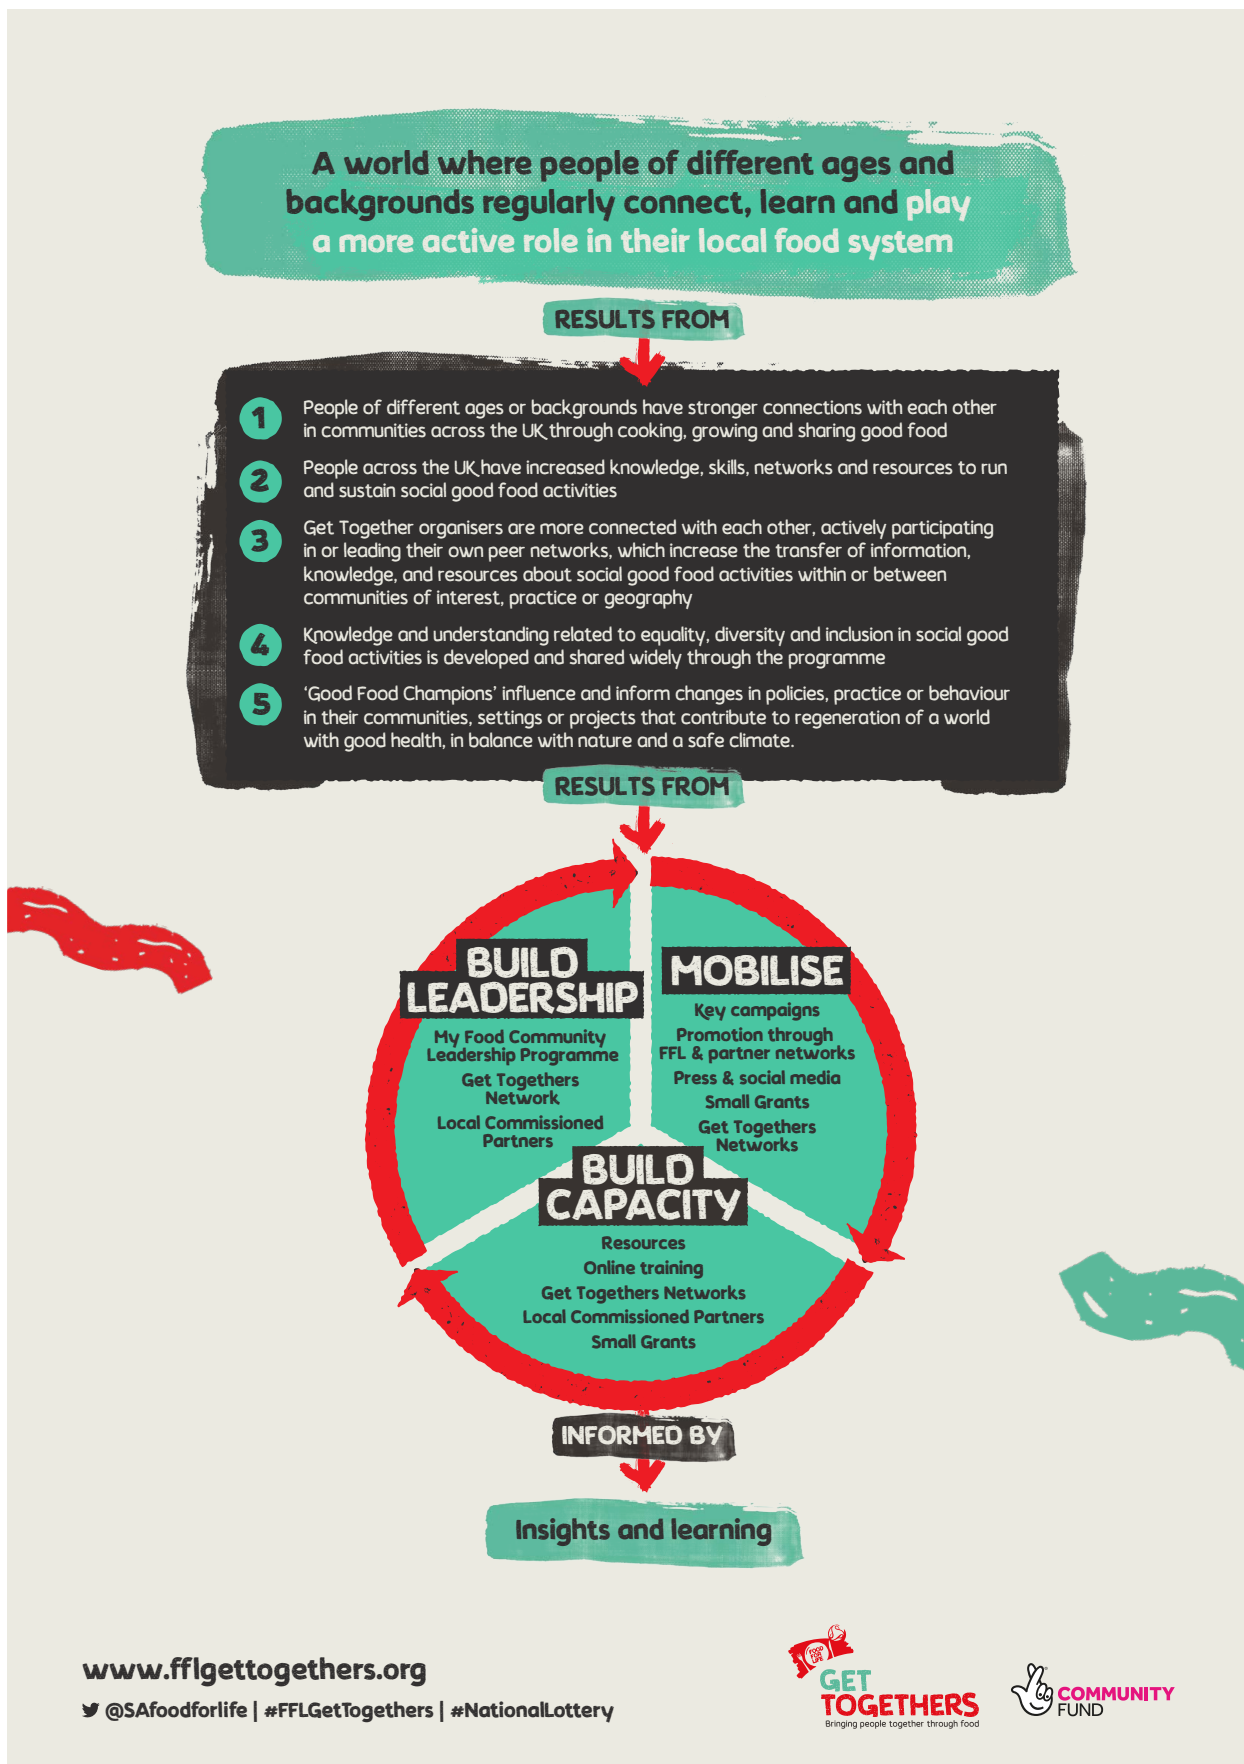 A world where people of different ages and
backgrounds regularly connect, learn and play
a more active role in their local food system
RESULTS FROM
1
People of different ages or backgrounds have stronger connections with each other
in communities across the UK through cooking, growing and sharing good food
2
People across the UK have increased knowledge, skills, networks and resources to run
and sustain social good food activities
3
Get Together organisers are more connected with each other, actively participating
in or leading their own peer networks, which increase the transfer of information,
knowledge, and resources about social good food activities within or between
communities of interest, practice or geography
4
Knowledge and understanding related to equality, diversity and inclusion in social good
food activities is developed and shared widely through the programme
5
‘Good Food Champions’ influence and inform changes in policies, practice or behaviour
in their communities, settings or projects that contribute to regeneration of a world
with good health, in balance with nature and a safe climate.
RESULTS FROM
BUILD
LEADERSHIP
My Food Community
Leadership Programme
Get Togethers
Network
Local Commissioned
Partners
MOBILISE
Key campaigns
Promotion through
FFL & partner networks
Press & social media
Small Grants
Get Togethers
Networks
BUILD
CAPACITY
Resources
Online training
Get Togethers Networks
Local Commissioned Partners
Small Grants
INFORMED BY
Insights and learning
www.fflgettogethers.org
@SAfoodforlife | #FFLGetTogethers | #NationalLottery
FOOD
FOR
LIFE
GET
TOGETHERS
Bringing people together through food
COMMUNITY
FUND